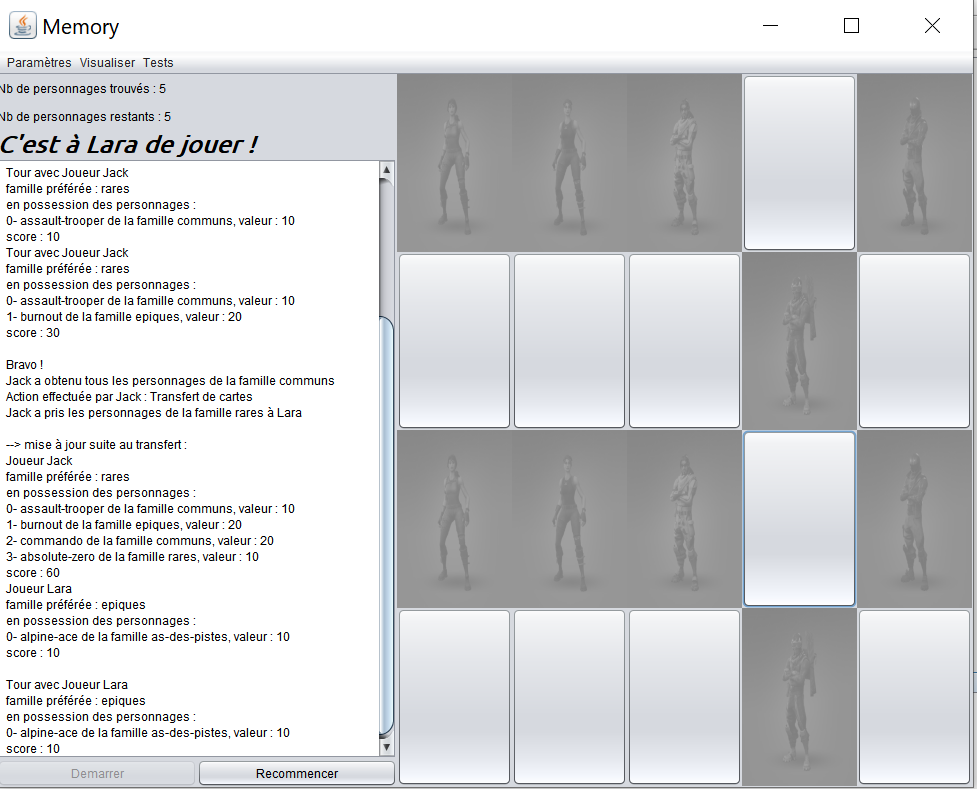 Memory
Paramètres Visualiser Tests
Nb de personnages trouvés : 5
Nb de personnages restants : 5
C'est à Lara de jouer !
Tour avec Joueur Jack
famille préférée : rares
en possession des personnages :
0- assault-trooper de la famille communs, valeur : 10
score : 10
Tour avec Joueur Jack
famille préférée : rares
en possession des personnages :
0- assault-trooper de la famille communs, valeur : 10
1- burnout de la famille epiques, valeur : 20
score : 30
Bravo !
Jack a obtenu tous les personnages de la famille communs
Action effectuée par Jack : Transfert de cartes
Jack a pris les personnages de la famille rares à Lara
--> mise à jour suite au transfert :
Joueur Jack
famille préférée : rares
en possession des personnages :
0- assault-trooper de la famille communs, valeur : 10
1- burnout de la famille epiques, valeur : 20
2- commando de la famille communs, valeur : 20
3- absolute-zero de la famille rares, valeur : 10
score : 60
Joueur Lara
famille préférée : epiques
en possession des personnages :
0- alpine-ace de la famille as-des-pistes, valeur : 10
score : 10
Tour avec Joueur Lara
famille préférée : epiques
en possession des personnages :
0- alpine-ace de la famille as-des-pistes, valeur : 10
score : 10
Demarrer Recommencer